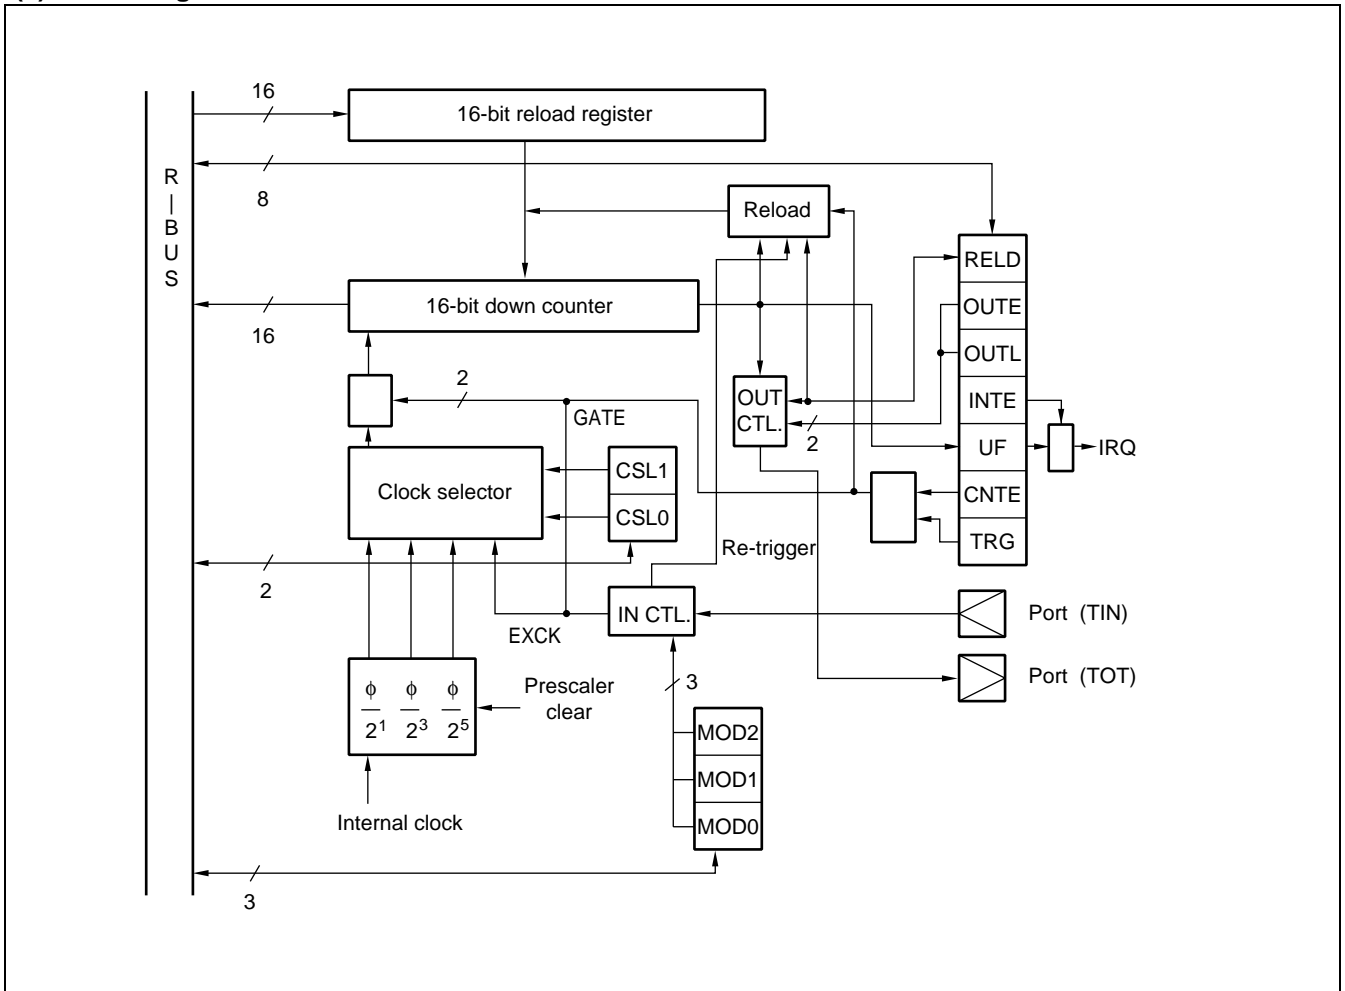 16
16-bit reload register
8
R
|
B
U
S
Reload
RELD
16-bit down counter
OUTE
16
OUTL
2
OUT
CTL.
INTE
GATE
2
UF
IRQ
CSL1
Clock selector
CSL0
CNTE
TRG
Re-trigger
2
IN CTL.
Port (TIN)
EXCK
3
Port (TOT)
ϕ ϕ ϕ
2¹ 2³ 2⁵
Prescaler
clear
MOD2
MOD1
MOD0
Internal clock
3